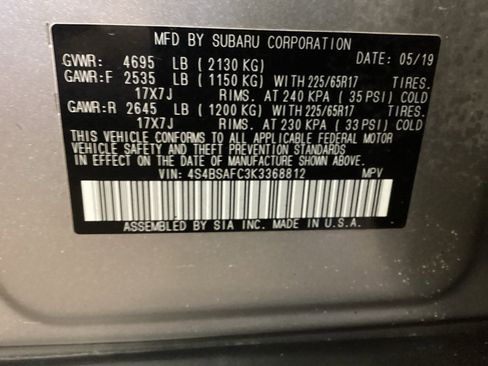 MFD BY SUBARU CORPORATION
GVWR: 4695 LB (2130 KG) DATE: 05/19
GAWR:F 2535 LB (1150 KG) WITH 225/65R17 TIRES.
17X7J RIMS. AT 240 KPA (35 PSI) COLD
GAWR:R 2645 LB (1200 KG) WITH 225/65R17 TIRES.
17X7J RIMS. AT 230 KPA (33 PSI) COLD
THIS VEHICLE CONFORMS TO ALL APPLICABLE FEDERAL MOTOR
VEHICLE SAFETY AND THEFT PREVENTION STANDARDS
IN EFFECT ON THE DATE OF MANUFACTURE SHOWN ABOVE.
VIN: 4S4BSAFC3K3368812 MPV
ASSEMBLED BY SIA INC. MADE IN U.S.A.